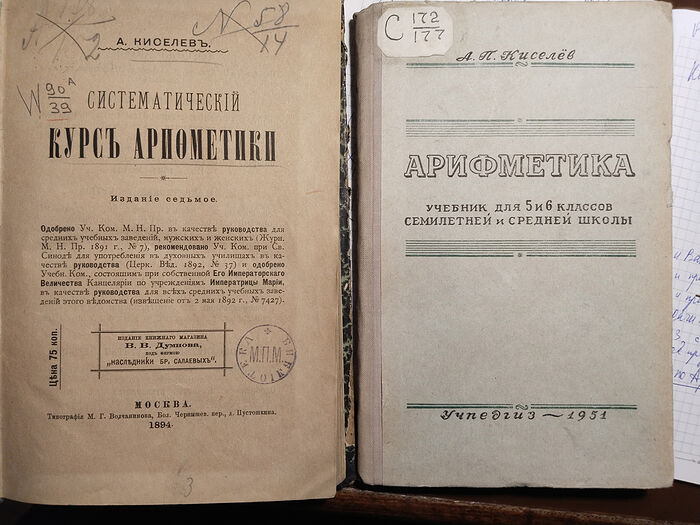 № 58
14
2
А. КИСЕЛЕВЪ.
90 А
39
СИСТЕМАТИЧЕСКІЙ
КУРСЪ АРИѲМЕТИКИ
Изданіе седьмое.
Одобрено Уч. Ком. М. Н. Пр. въ качествѣ руководства для
среднихъ учебныхъ заведеній, мужскихъ и женскихъ (Журн.
М. Н. Пр. 1891 г., № 7), рекомендовано Уч. Ком. при Св.
Синодѣ для употребленія въ духовныхъ училищахъ въ ка-
чествѣ руководства (Церк. Вѣд. 1892, № 37) и одобрено
Учебн. Ком., состоящимъ при собственной Его Императорскаго
Величества Канцеляріи по учрежденіямъ Императрицы Маріи,
въ качествѣ руководства для всѣхъ среднихъ учебныхъ заве-
деній этого вѣдомства (извѣщеніе отъ 2 мая 1892 г., № 7427).
Цѣна 75 коп.
ИЗДАНІЕ КНИЖНАГО МАГАЗИНА
В. В. Думнова,
подъ фирмою
„НАСЛѢДНИКИ БР. САЛАЕВЫХЪ“.
БИБЛІОТЕКА
М.П.М.
МОСКВА.
Типографія М. Г. Волчанинова, Бол. Чернышев. пер., д. Пустошкина.
1894.
3
С 172
177
А. П. Киселёв
АРИФМЕТИКА
УЧЕБНИК ДЛЯ 5 и 6 КЛАССОВ
СЕМИЛЕТНЕЙ и СРЕДНЕЙ ШКОЛЫ
Учпедгиз — 1951